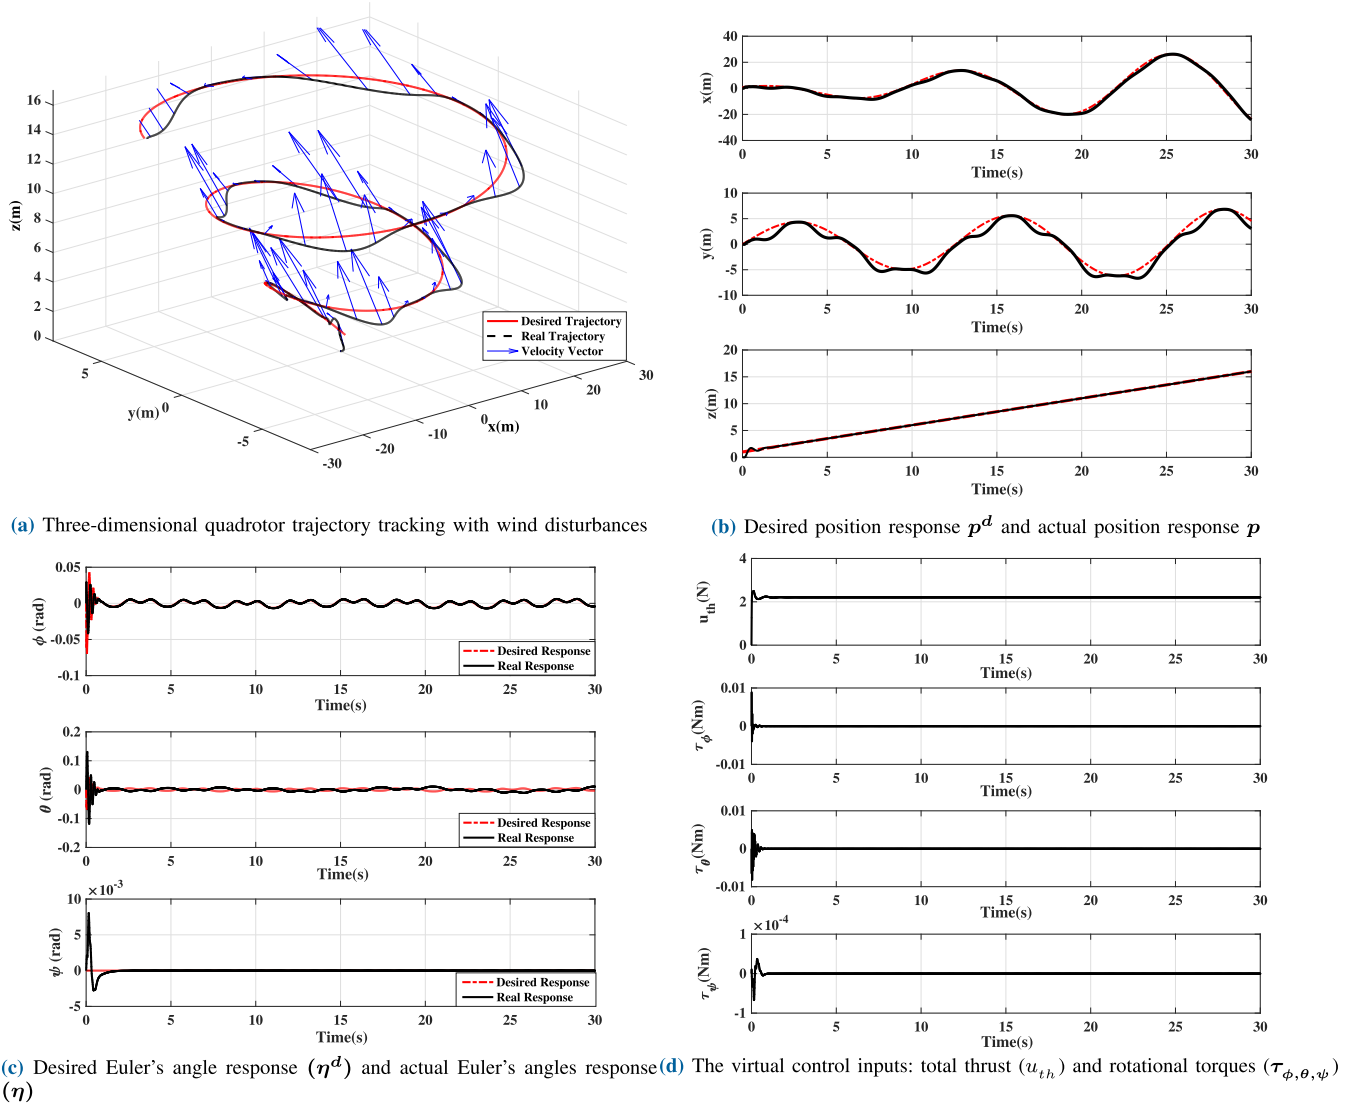 16
14
12
10
8
6
4
2
0
z(m)
5
0
-5
y(m)
-30
-20
-10
0
10
20
30
x(m)
Desired Trajectory
Real Trajectory
Velocity Vector
(a) Three-dimensional quadrotor trajectory tracking with wind disturbances
40
20
0
-20
-40
x(m)
0 5 10 15 20 25 30
Time(s)
10
5
0
-5
-10
y(m)
0 5 10 15 20 25 30
Time(s)
20
15
10
5
0
z(m)
0 5 10 15 20 25 30
Time(s)
(b) Desired position response p^d and actual position response p
0.05
0
-0.05
-0.1
ϕ (rad)
Desired Response
Real Response
0 5 10 15 20 25 30
Time(s)
0.2
0.1
0
-0.1
-0.2
θ (rad)
Desired Response
Real Response
0 5 10 15 20 25 30
Time(s)
×10^-3
10
5
0
-5
ψ (rad)
Desired Response
Real Response
0 5 10 15 20 25 30
Time(s)
(c) Desired Euler's angle response (η^d) and actual Euler's angles response
(η)
4
2
0
u_th(N)
0 5 10 15 20 25 30
Time(s)
0.01
0
-0.01
τ_ϕ(Nm)
0 5 10 15 20 25 30
Time(s)
0.01
0
-0.01
τ_θ(Nm)
0 5 10 15 20 25 30
Time(s)
×10^-4
1
0
-1
τ_ψ(Nm)
0 5 10 15 20 25 30
Time(s)
(d) The virtual control inputs: total thrust (u_th) and rotational torques (τ_ϕ,θ,ψ)